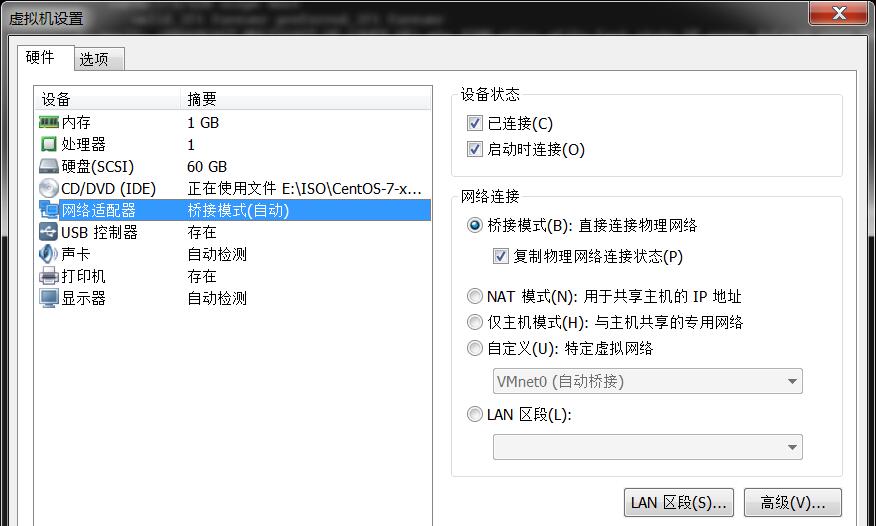 虚拟机设置
硬件 选项
设备 摘要
内存 1 GB
处理器 1
硬盘(SCSI) 60 GB
CD/DVD (IDE) 正在使用文件 E:\ISO\CentOS-7-x...
网络适配器 桥接模式(自动)
USB 控制器 存在
声卡 自动检测
打印机 存在
显示器 自动检测
设备状态
已连接(C)
启动时连接(O)
网络连接
桥接模式(B): 直接连接物理网络
复制物理网络连接状态(P)
NAT 模式(N): 用于共享主机的 IP 地址
仅主机模式(H): 与主机共享的专用网络
自定义(U): 特定虚拟网络
VMnet0 (自动桥接)
LAN 区段(L):
LAN 区段(S)... 高级(V)...